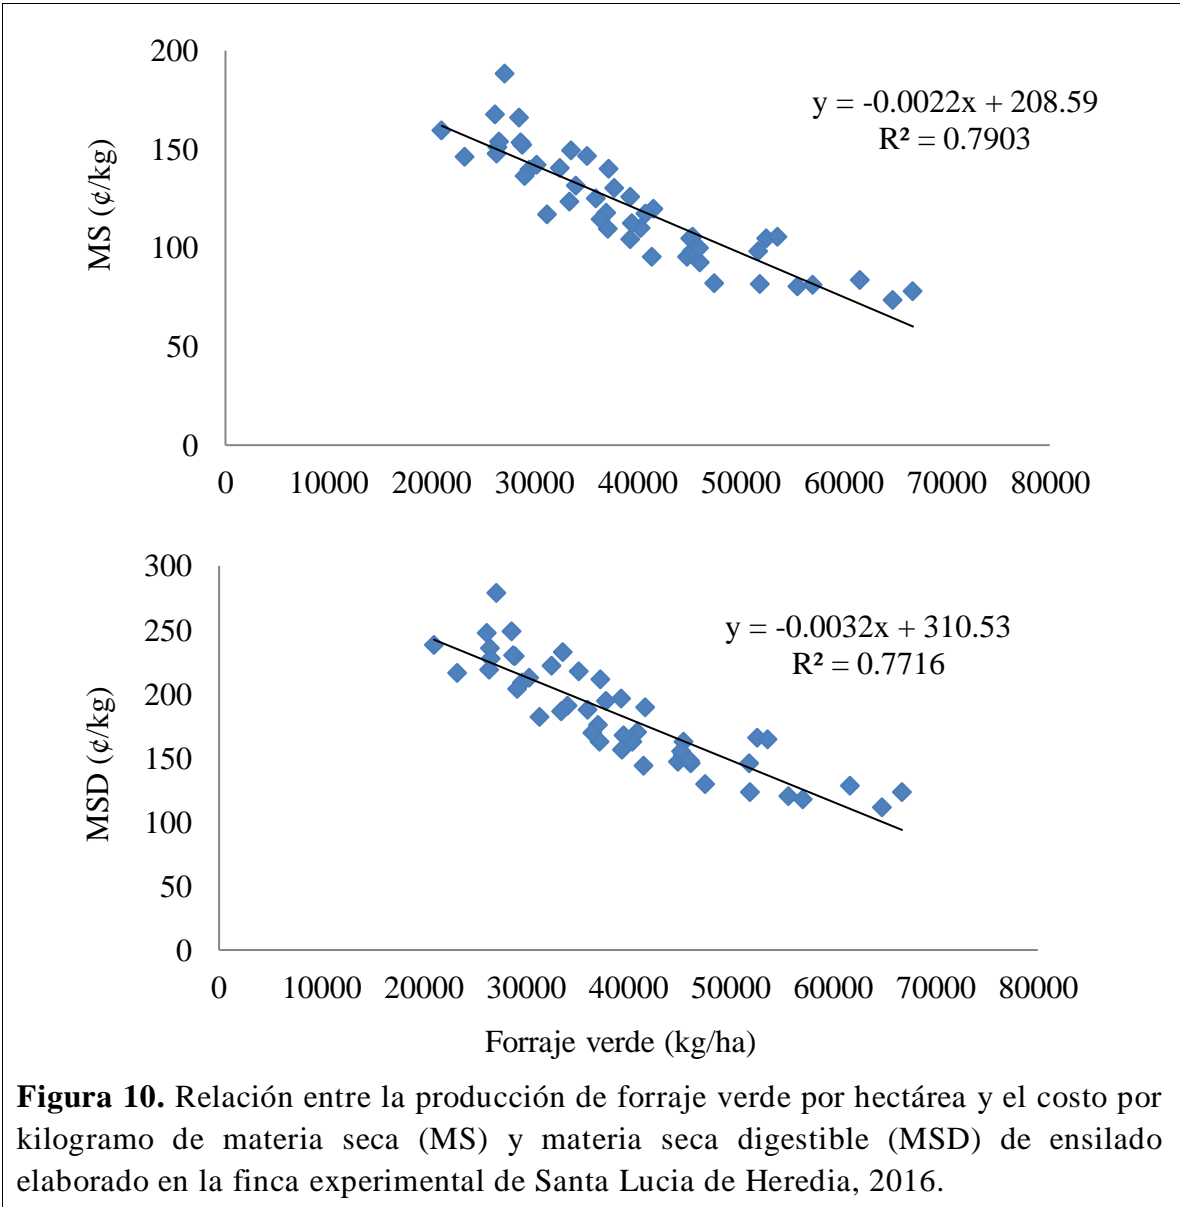 200
150
100
50
0
MS (¢/kg)
y = -0.0022x + 208.59
R² = 0.7903
0 10000 20000 30000 40000 50000 60000 70000 80000
300
250
200
150
100
50
0
MSD (¢/kg)
y = -0.0032x + 310.53
R² = 0.7716
0 10000 20000 30000 40000 50000 60000 70000 80000
Forraje verde (kg/ha)
Figura 10. Relación entre la producción de forraje verde por hectárea y el costo por
kilogramo de materia seca (MS) y materia seca digestible (MSD) de ensilado
elaborado en la finca experimental de Santa Lucia de Heredia, 2016.